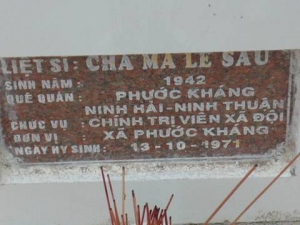 LIỆT SĨ : CHA MA LÉ SÁU
SINH NĂM : 1942
QUÊ QUÁN : PHƯỚC KHÁNG
NINH HẢI - NINH THUẬN
CHỨC VỤ : CHÍNH TRỊ VIÊN XÃ ĐỘI
ĐƠN VỊ : XÃ PHƯỚC KHÁNG
NGÀY HY SINH : 13 - 10 - 1971